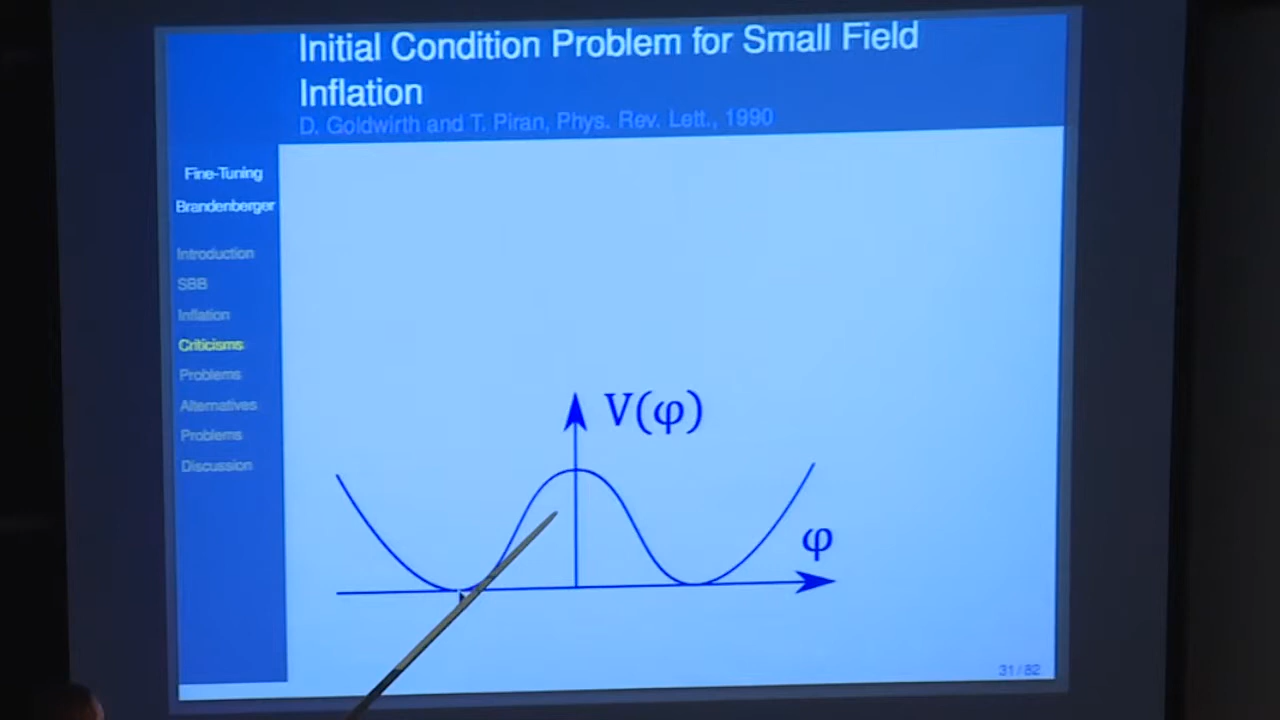 Initial Condition Problem for Small Field
Inflation
D. Goldwirth and T. Piran, Phys. Rev. Lett., 1990
Fine-Tuning
Brandenberger
Introduction
SBB
Inflation
Criticisms
Problems
Alternatives
Problems
Discussion
V(φ)
φ
31 / 82